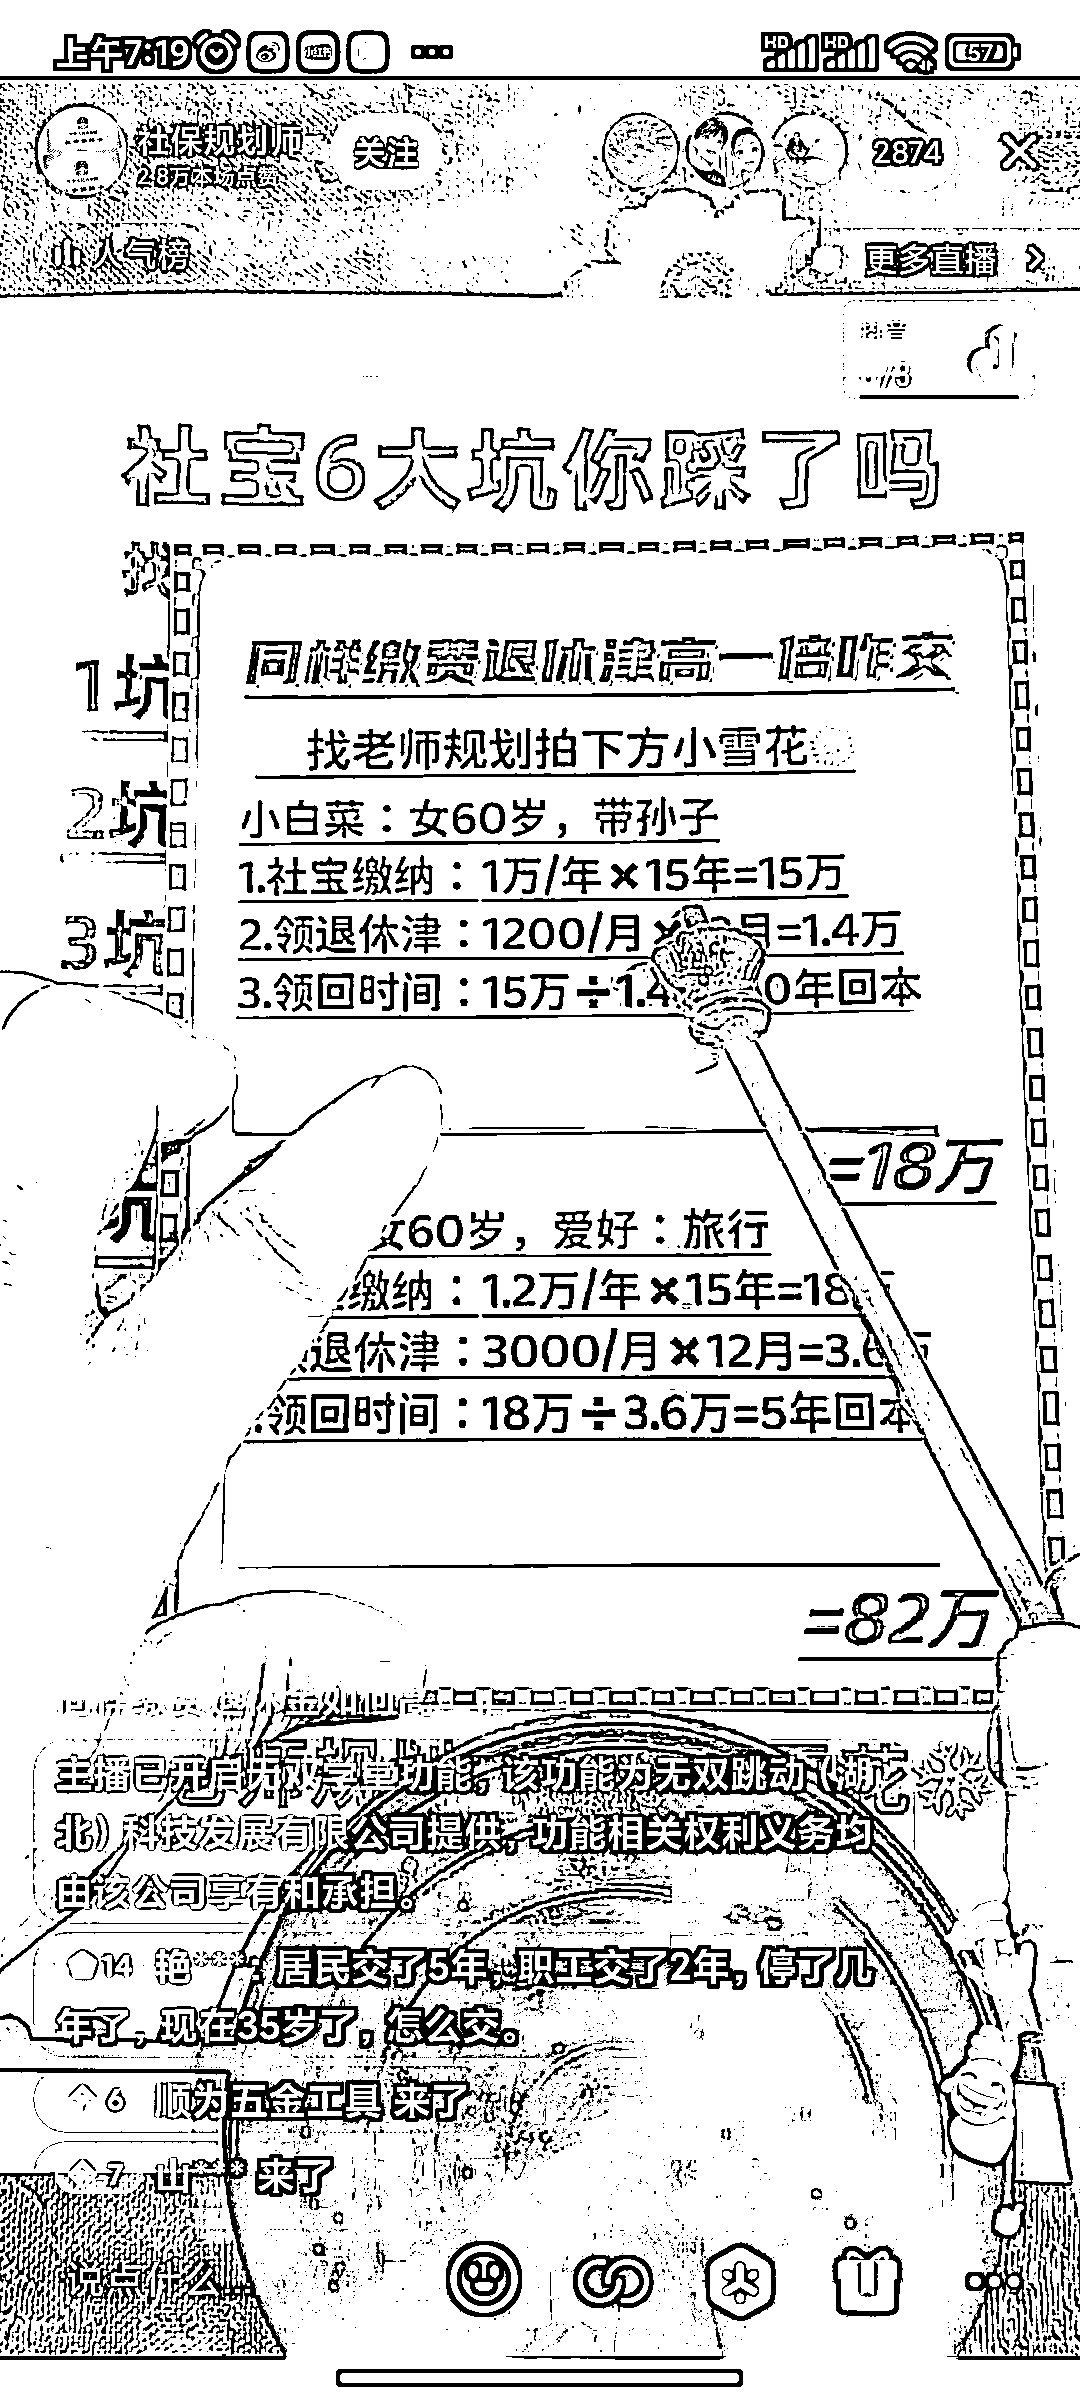 上午7:19
57
社保规划师
关注
2874
2.8万本场点赞
人气榜
更多直播
抖音
社宝6大坑你踩了吗
找
1坑
2坑
3坑
坑
同样缴费退休津高一倍咋交
找老师规划拍下方小雪花
小白菜：女60岁，带孙子
1.社宝缴纳：1万/年×15年=15万
2.领退休津：1200/月 月=1.4万
3.领回时间：15万÷1.4 0年回本
=18万
女60岁，爱好：旅行
缴纳：1.2万/年×15年=18
退休津：3000/月×12月=3.6
领回时间：18万÷3.6万=5年回本
=82万
主播已开启无双学堂功能，该功能为无双跳动（湖
北）科技发展有限公司提供，功能相关权利义务均
由该公司享有和承担。
花
14 艳***：居民交了5年，职工交了2年，停了几
年了，现在35岁了，怎么交。
6 顺为五金工具 来了
7 山*** 来了
说点什么...